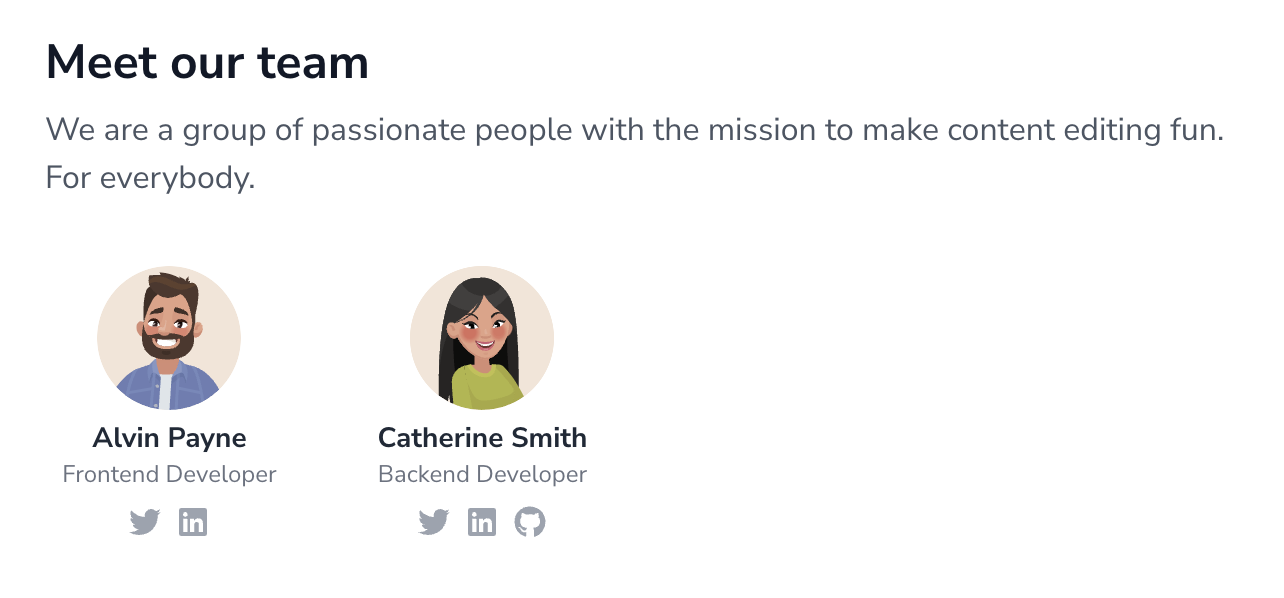 Meet our team
We are a group of passionate people with the mission to make content editing fun.
For everybody.
Alvin Payne
Frontend Developer
Catherine Smith
Backend Developer